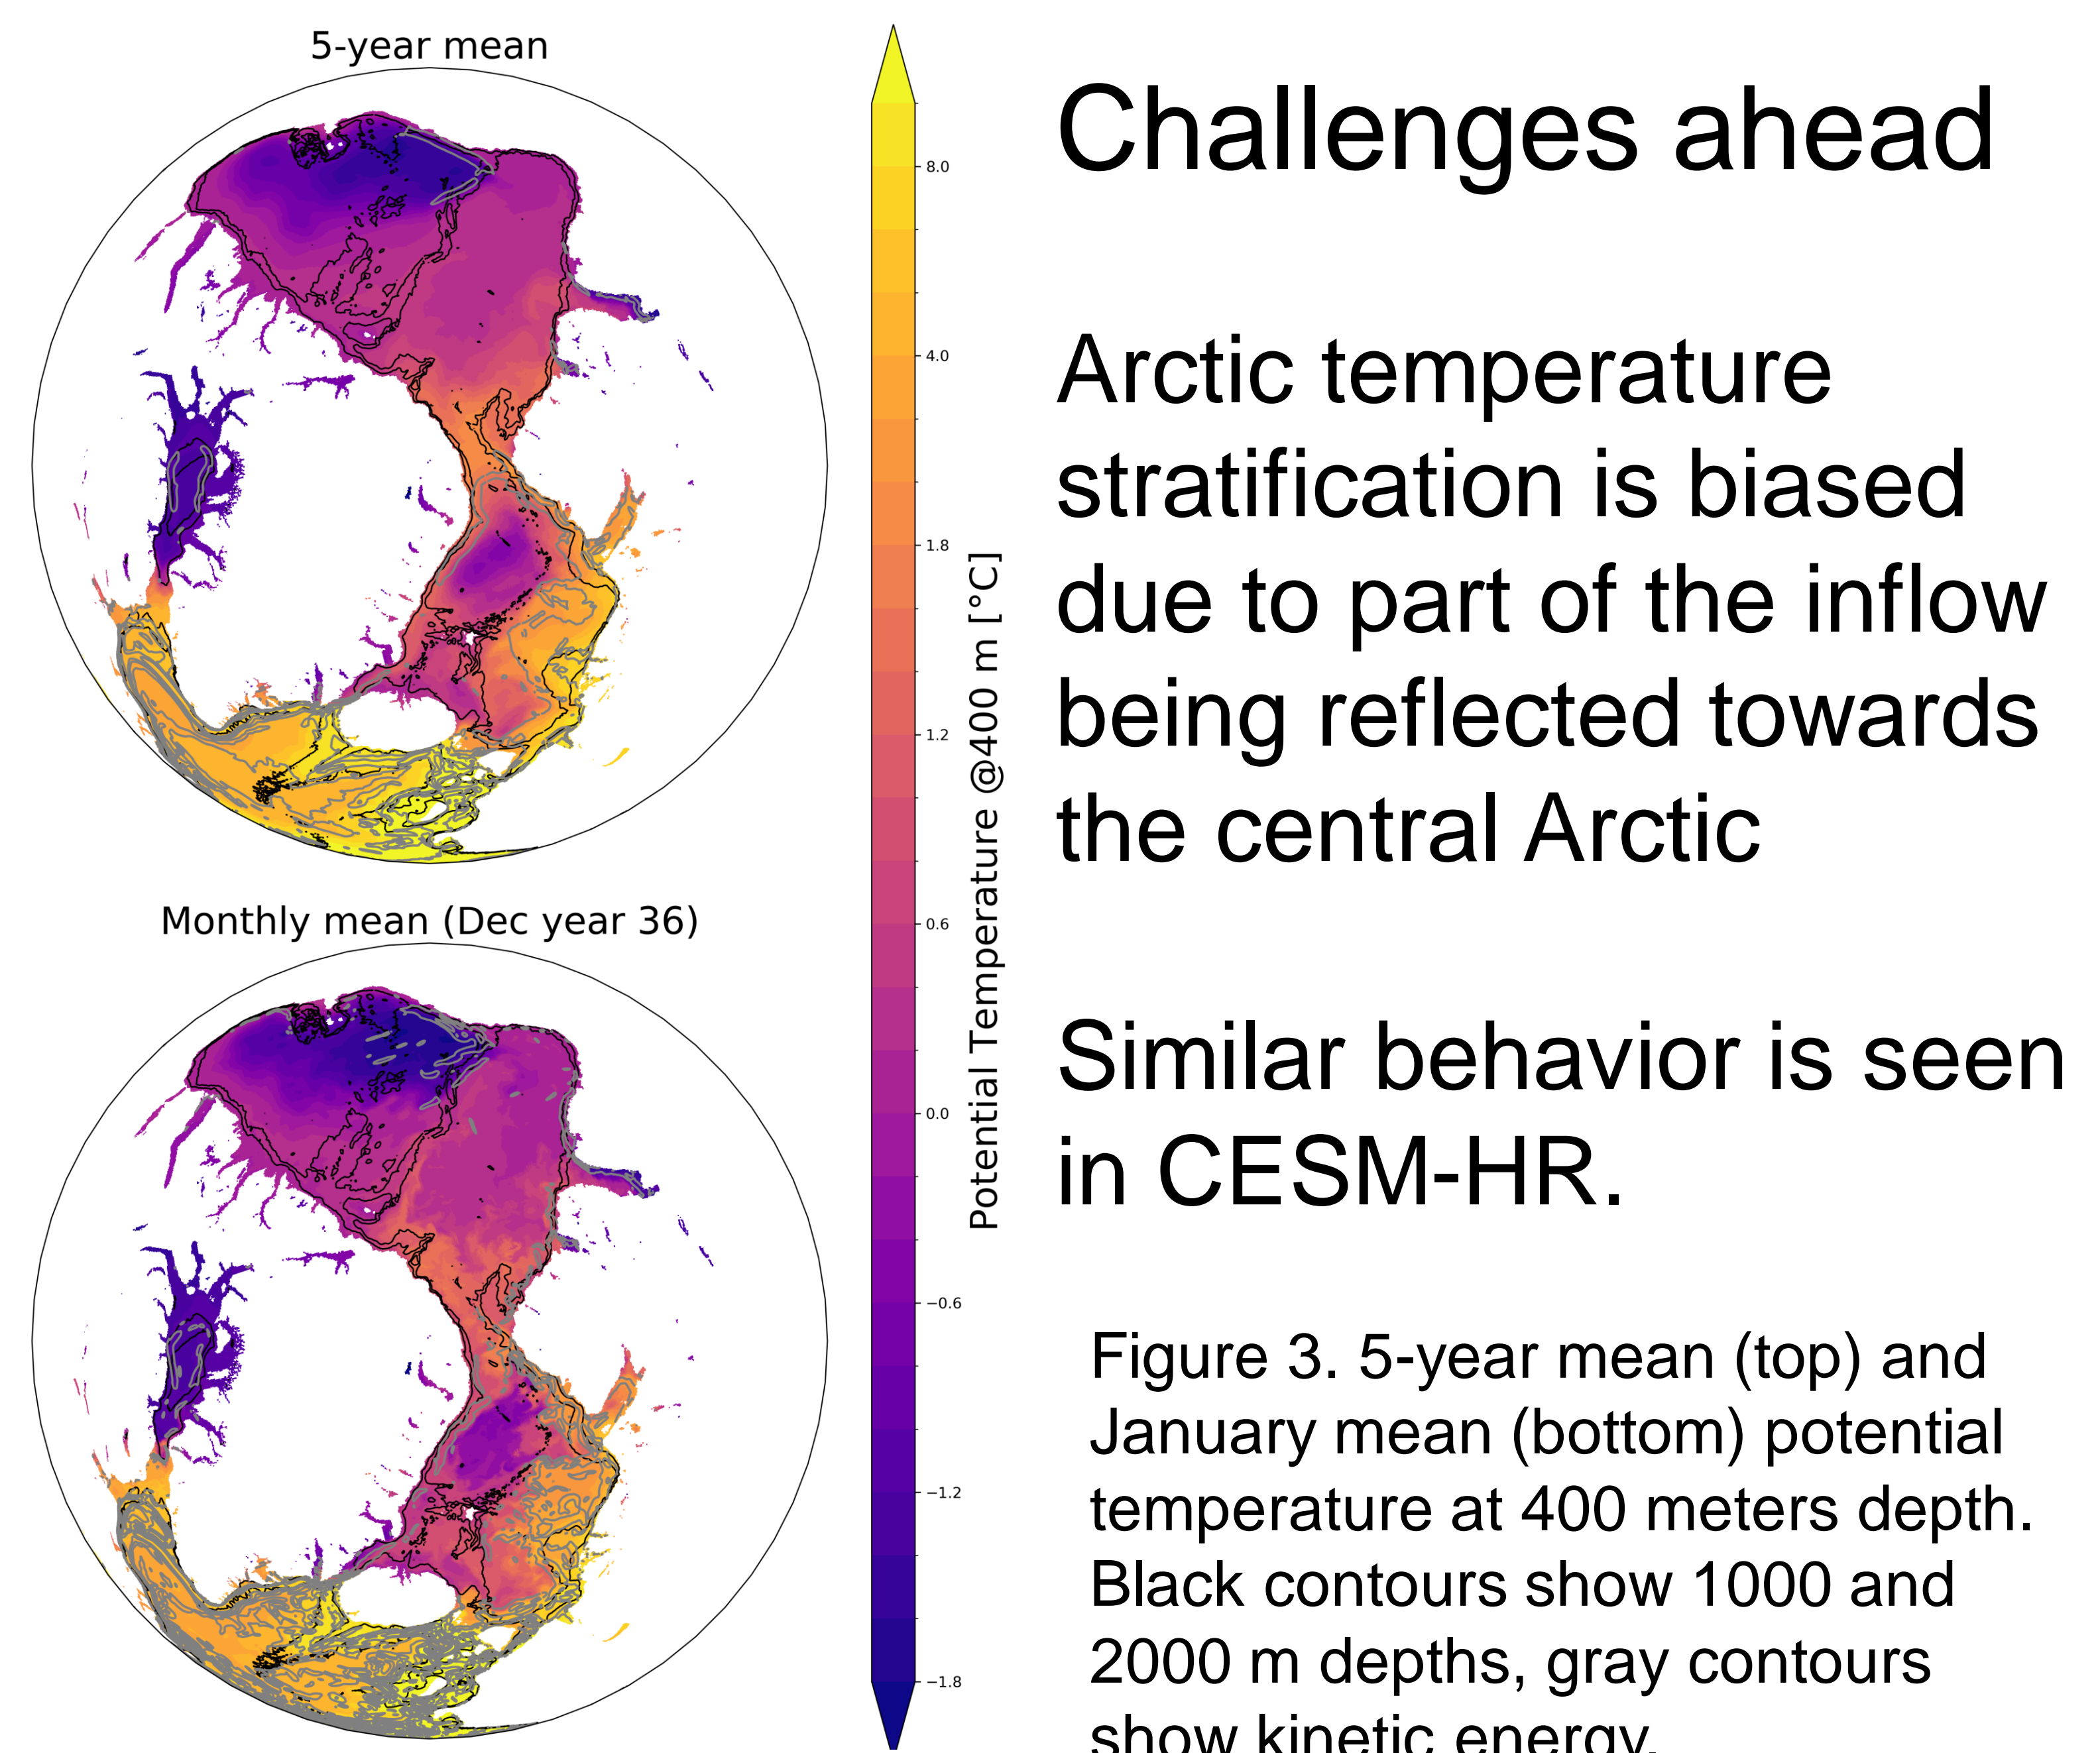 5-year mean
Monthly mean (Dec year 36)
8.0
4.0
1.8
1.2
0.6
0.0
−0.6
−1.2
−1.8
Potential Temperature @400 m [°C]
Challenges ahead
Arctic temperature
stratification is biased
due to part of the inflow
being reflected towards
the central Arctic
Similar behavior is seen
in CESM-HR.
Figure 3. 5-year mean (top) and
January mean (bottom) potential
temperature at 400 meters depth.
Black contours show 1000 and
2000 m depths, gray contours
show kinetic energy.